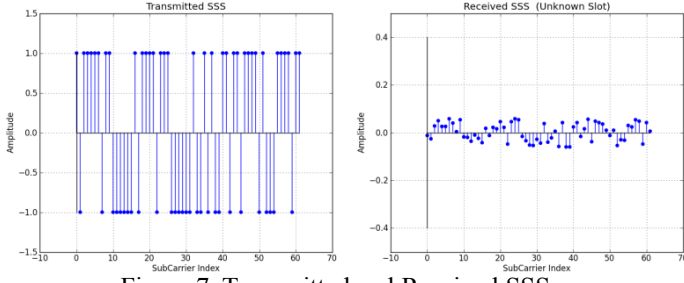 Transmitted SSS
1.5
1.0
0.5
0.0
−0.5
−1.0
−1.5
−10 0 10 20 30 40 50 60 70
Amplitude
SubCarrier Index
Received SSS (Unknown Slot)
0.4
0.2
0.0
−0.2
−0.4
−10 0 10 20 30 40 50 60 70
Amplitude
SubCarrier Index
Figure 7. Transmitted and Received SSS